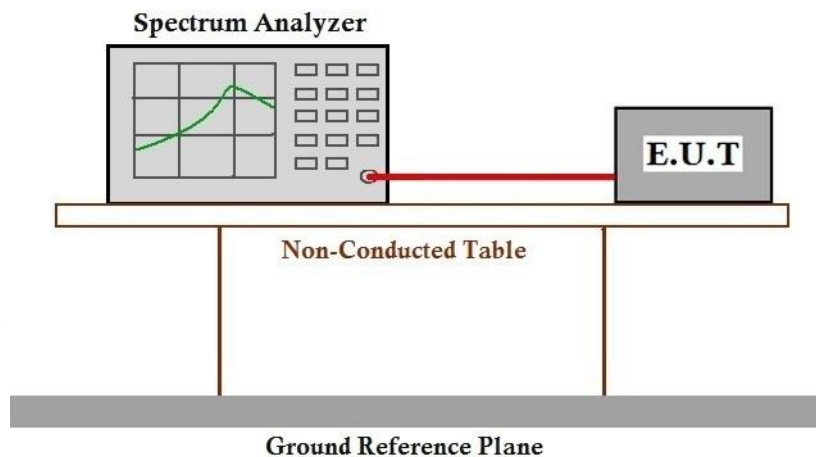 Spectrum Analyzer
E.U.T
Non-Conducted Table
Ground Reference Plane